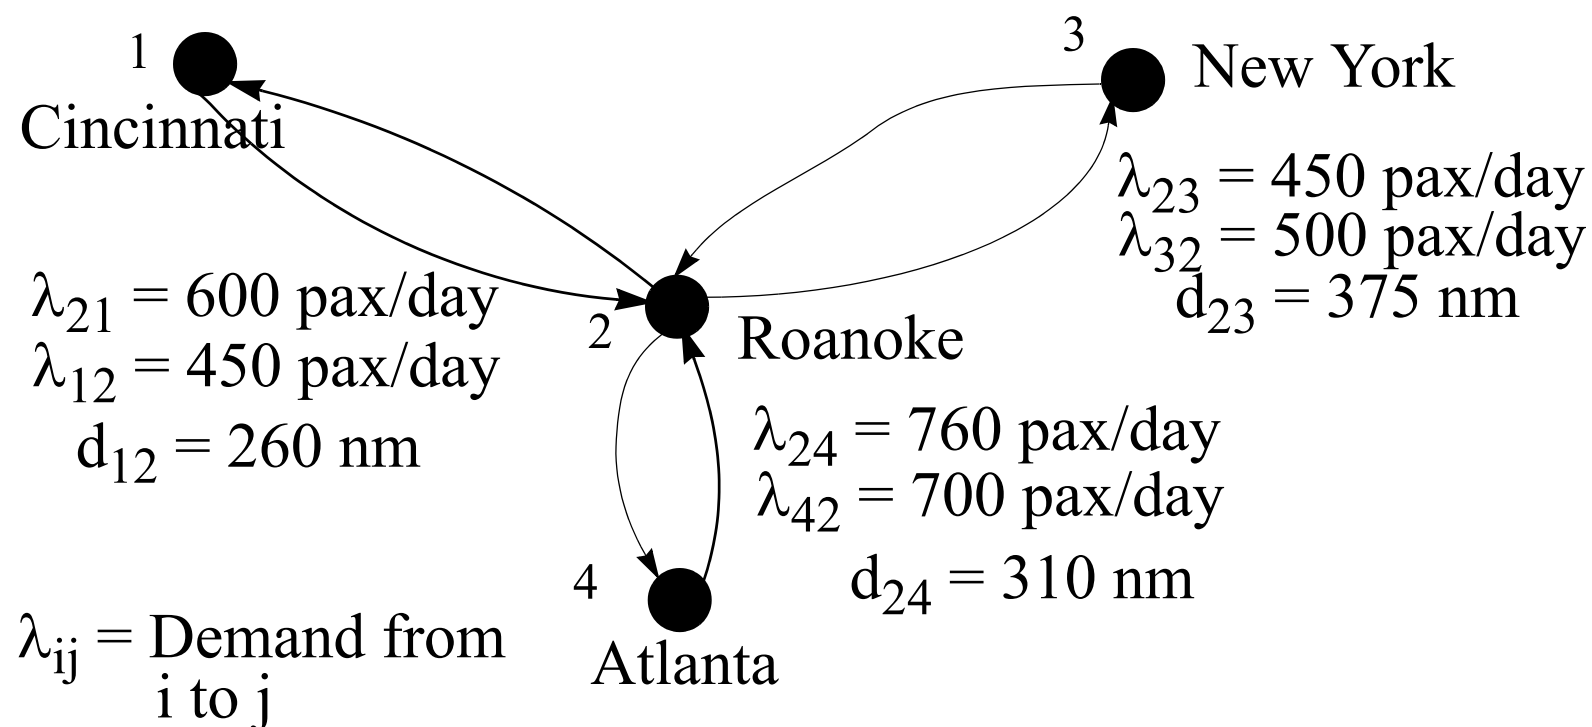 1
Cincinnati
3
New York
λ23 = 450 pax/day
λ32 = 500 pax/day
d23 = 375 nm
λ21 = 600 pax/day
λ12 = 450 pax/day
d12 = 260 nm
2
Roanoke
λ24 = 760 pax/day
λ42 = 700 pax/day
d24 = 310 nm
4
Atlanta
λij = Demand from
i to j